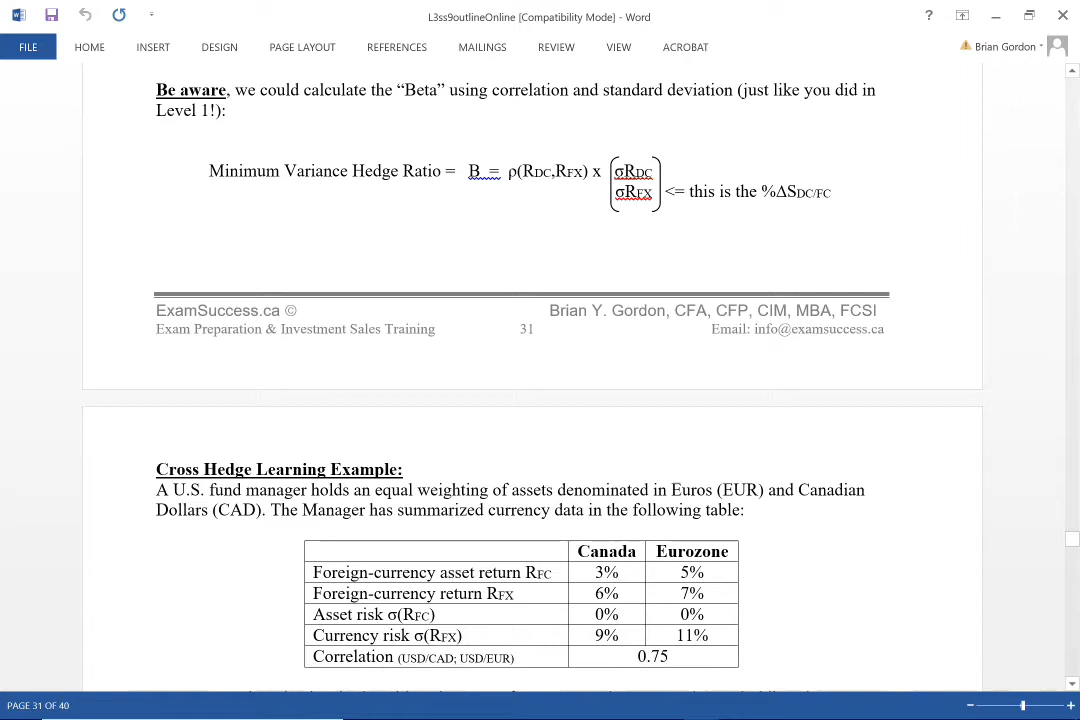 L3ss9outlineOnline [Compatibility Mode] - Word
FILE HOME INSERT DESIGN PAGE LAYOUT REFERENCES MAILINGS REVIEW VIEW ACROBAT Brian Gordon
Be aware, we could calculate the “Beta” using correlation and standard deviation (just like you did in
Level 1!):
Minimum Variance Hedge Ratio = B = ρ(RDC,RFX) x σRDC
σRFX <= this is the %ΔSDC/FC
ExamSuccess.ca © Brian Y. Gordon, CFA, CFP, CIM, MBA, FCSI
Exam Preparation & Investment Sales Training 31 Email: info@examsuccess.ca
Cross Hedge Learning Example:
A U.S. fund manager holds an equal weighting of assets denominated in Euros (EUR) and Canadian
Dollars (CAD). The Manager has summarized currency data in the following table:
Canada Eurozone
Foreign-currency asset return RFC 3% 5%
Foreign-currency return RFX 6% 7%
Asset risk σ(RFC) 0% 0%
Currency risk σ(RFX) 9% 11%
Correlation (USD/CAD; USD/EUR) 0.75
PAGE 31 OF 40